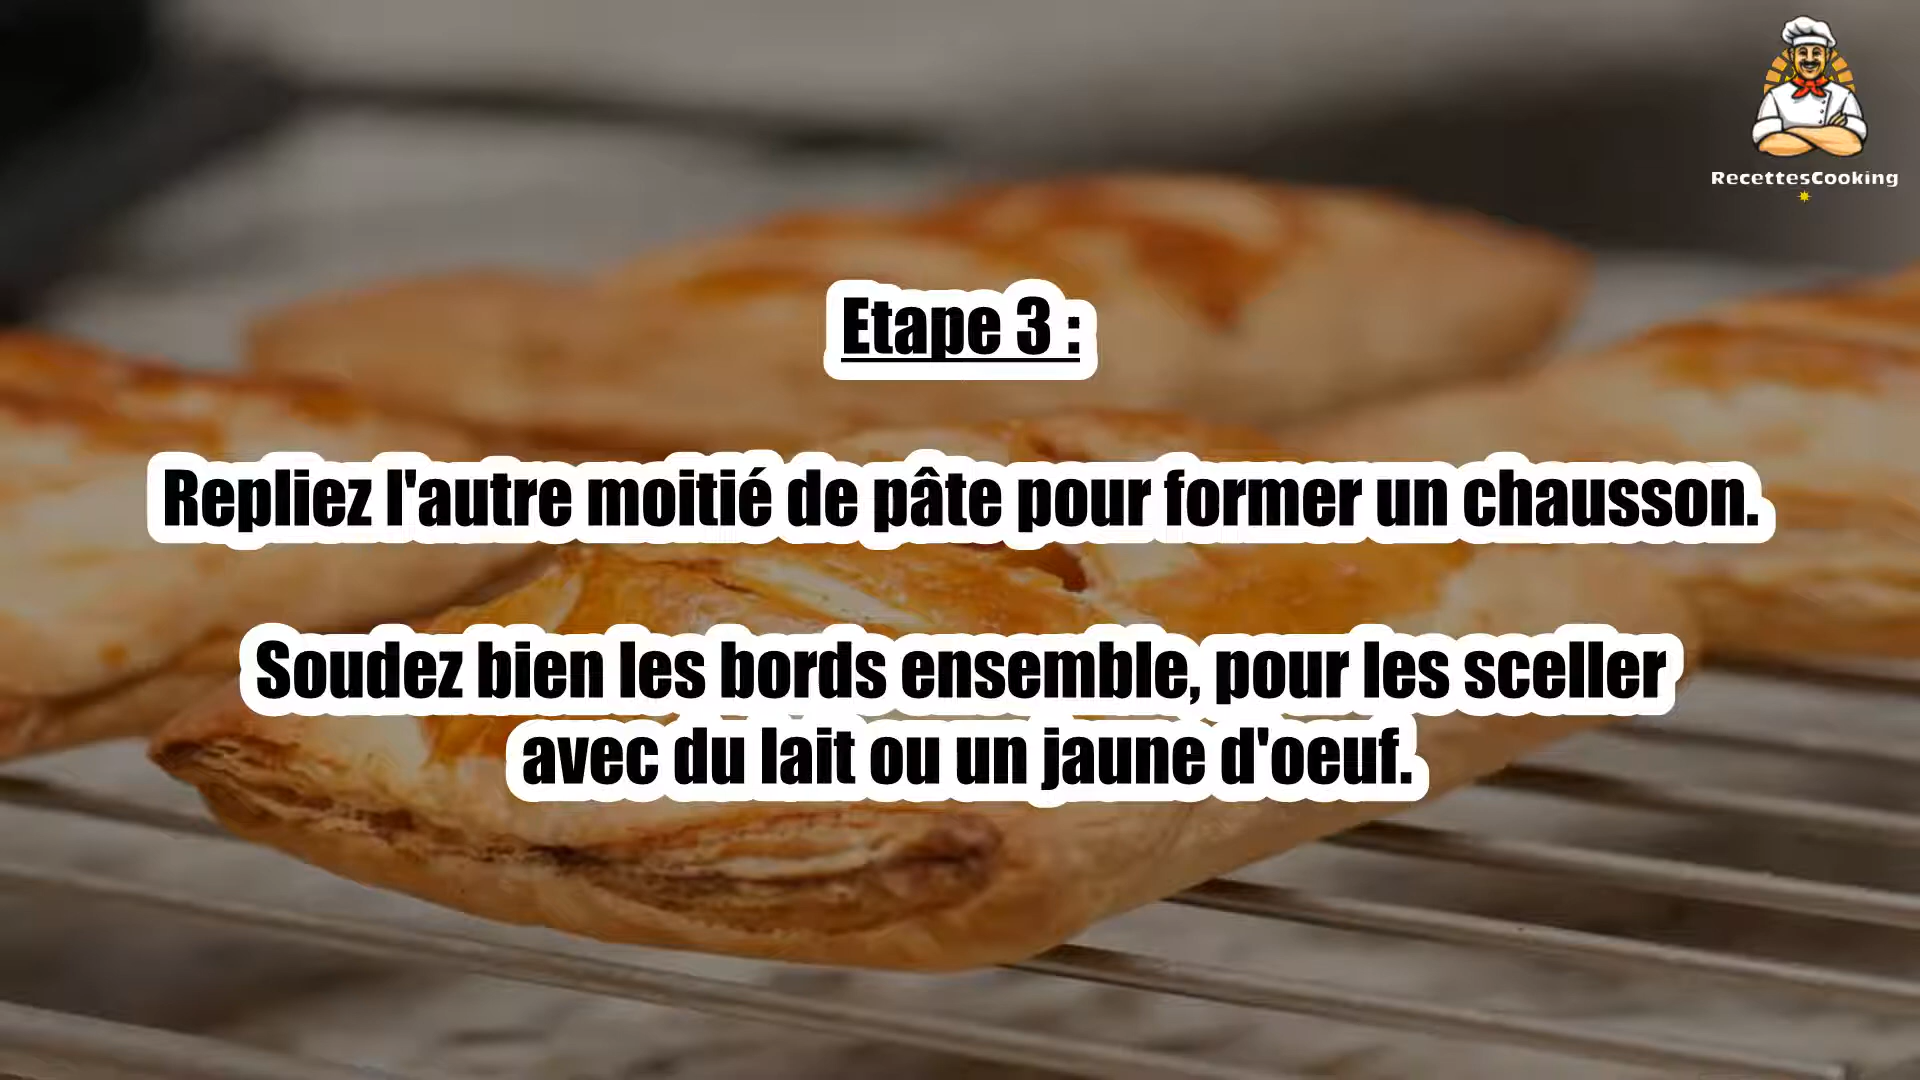 RecettesCooking
Etape 3 :
Repliez l'autre moitié de pâte pour former un chausson.
Soudez bien les bords ensemble, pour les sceller
avec du lait ou un jaune d'oeuf.